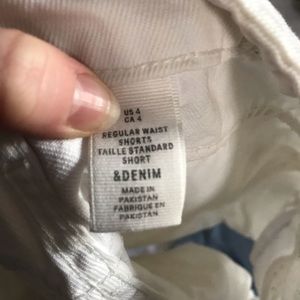 US 4
CA 4
REGULAR WAIST
SHORTS
TAILLE STANDARD
SHORT
&DENIM
MADE IN
PAKISTAN
FABRIQUÉ EN
PAKISTAN